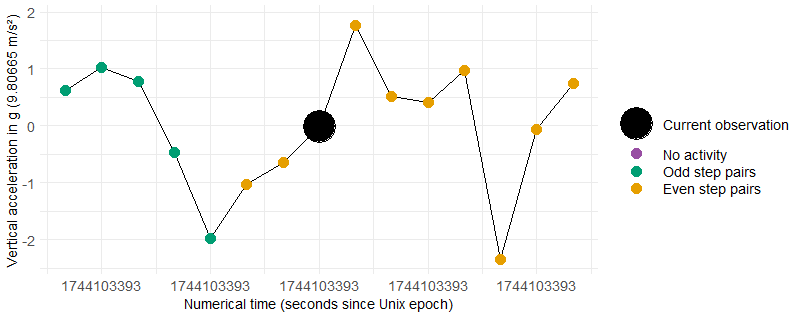 Vertical acceleration in g (9.80665 m/s²)
2
1
0
-1
-2
1744103393 1744103393 1744103393 1744103393 1744103393
Numerical time (seconds since Unix epoch)
Current observation
No activity
Odd step pairs
Even step pairs